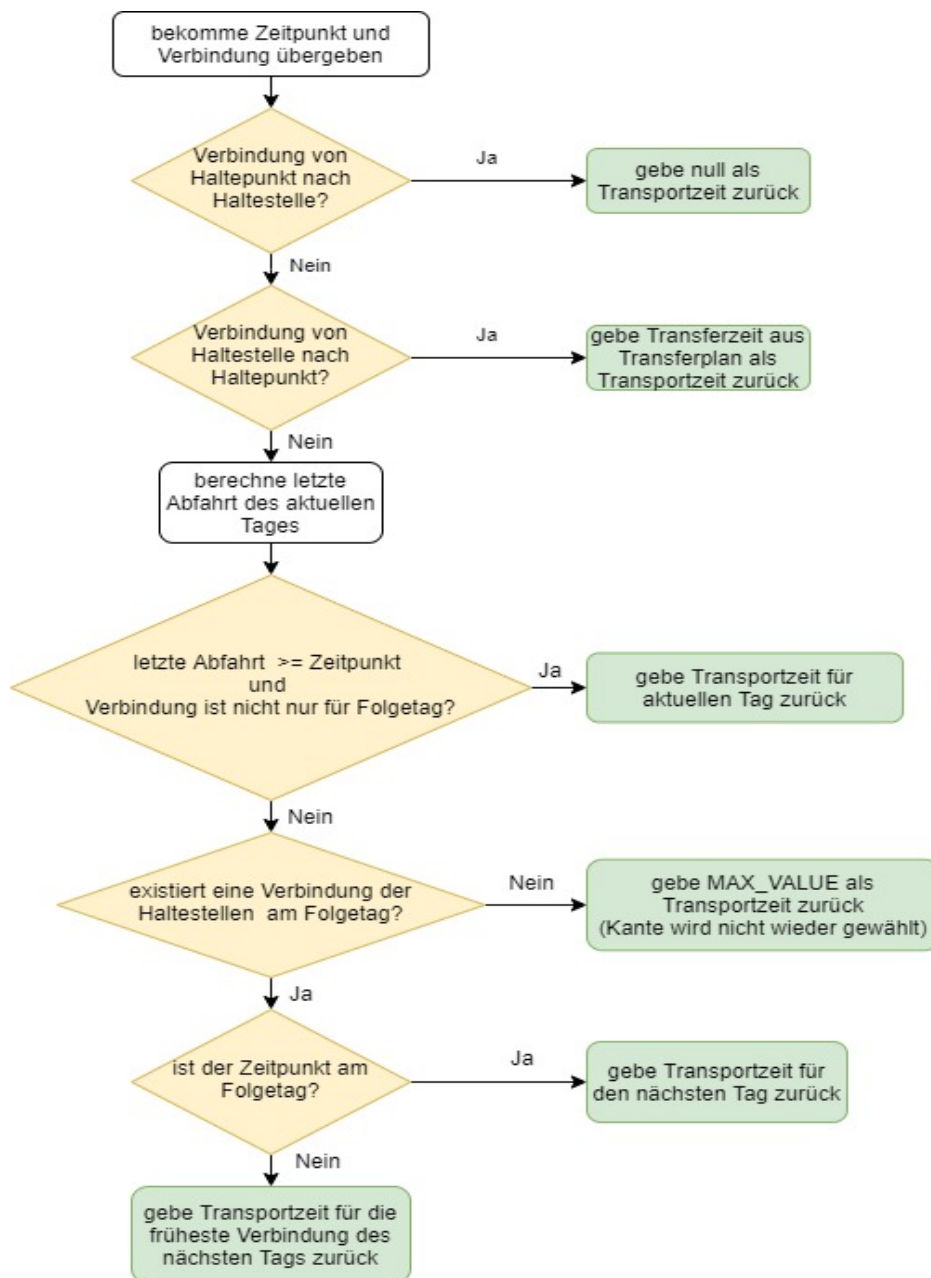 bekomme Zeitpunkt und
Verbindung übergeben
Verbindung von
Haltepunkt nach
Haltestelle?
Ja
gebe null als
Transportzeit zurück
Nein
Verbindung von
Haltestelle nach
Haltepunkt?
Ja
gebe Transferzeit aus
Transferplan als
Transportzeit zurück
Nein
berechne letzte
Abfahrt des aktuellen
Tages
letzte Abfahrt >= Zeitpunkt
und
Verbindung ist nicht nur für Folgetag?
Ja
gebe Transportzeit für
aktuellen Tag zurück
Nein
existiert eine Verbindung der
Haltestellen am Folgetag?
Nein
gebe MAX_VALUE als
Transportzeit zurück
(Kante wird nicht wieder gewählt)
Ja
ist der Zeitpunkt am
Folgetag?
Ja
gebe Transportzeit für
den nächsten Tag zurück
Nein
gebe Transportzeit für die
früheste Verbindung des
nächsten Tags zurück